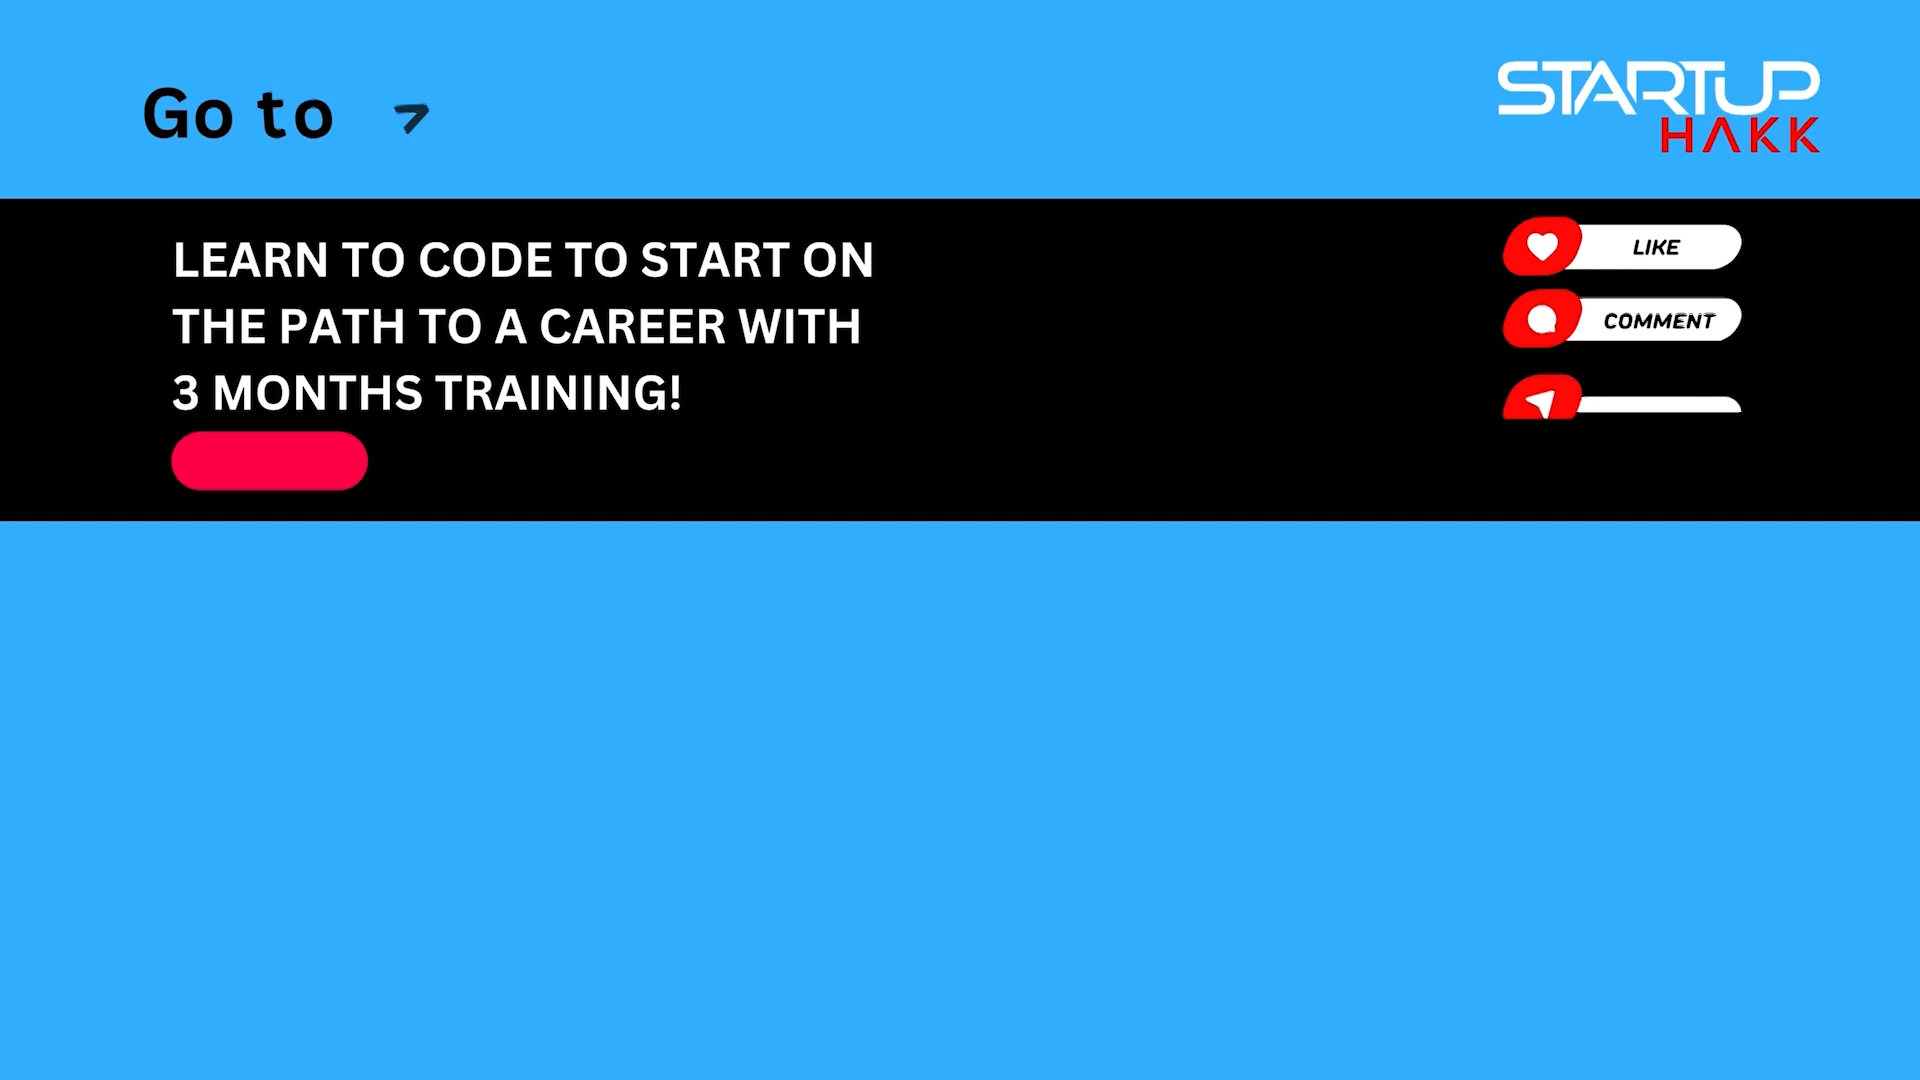 Go to
STARTUP
HAKK
LEARN TO CODE TO START ON
THE PATH TO A CAREER WITH
3 MONTHS TRAINING!
LIKE
COMMENT